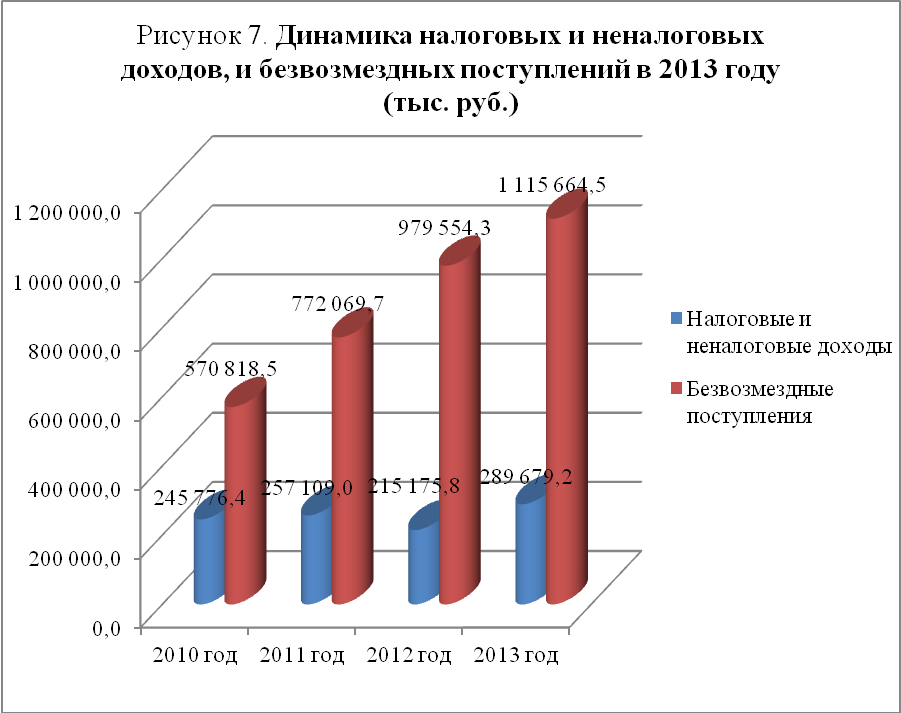 Рисунок 7. Динамика налоговых и неналоговых
доходов, и безвозмездных поступлений в 2013 году
(тыс. руб.)
1 200 000,0
1 000 000,0
800 000,0
600 000,0
400 000,0
200 000,0
0,0
245 776,4
570 818,5
257 109,0
772 069,7
215 175,8
979 554,3
289 679,2
1 115 664,5
2010 год
2011 год
2012 год
2013 год
Налоговые и
неналоговые доходы
Безвозмездные
поступления